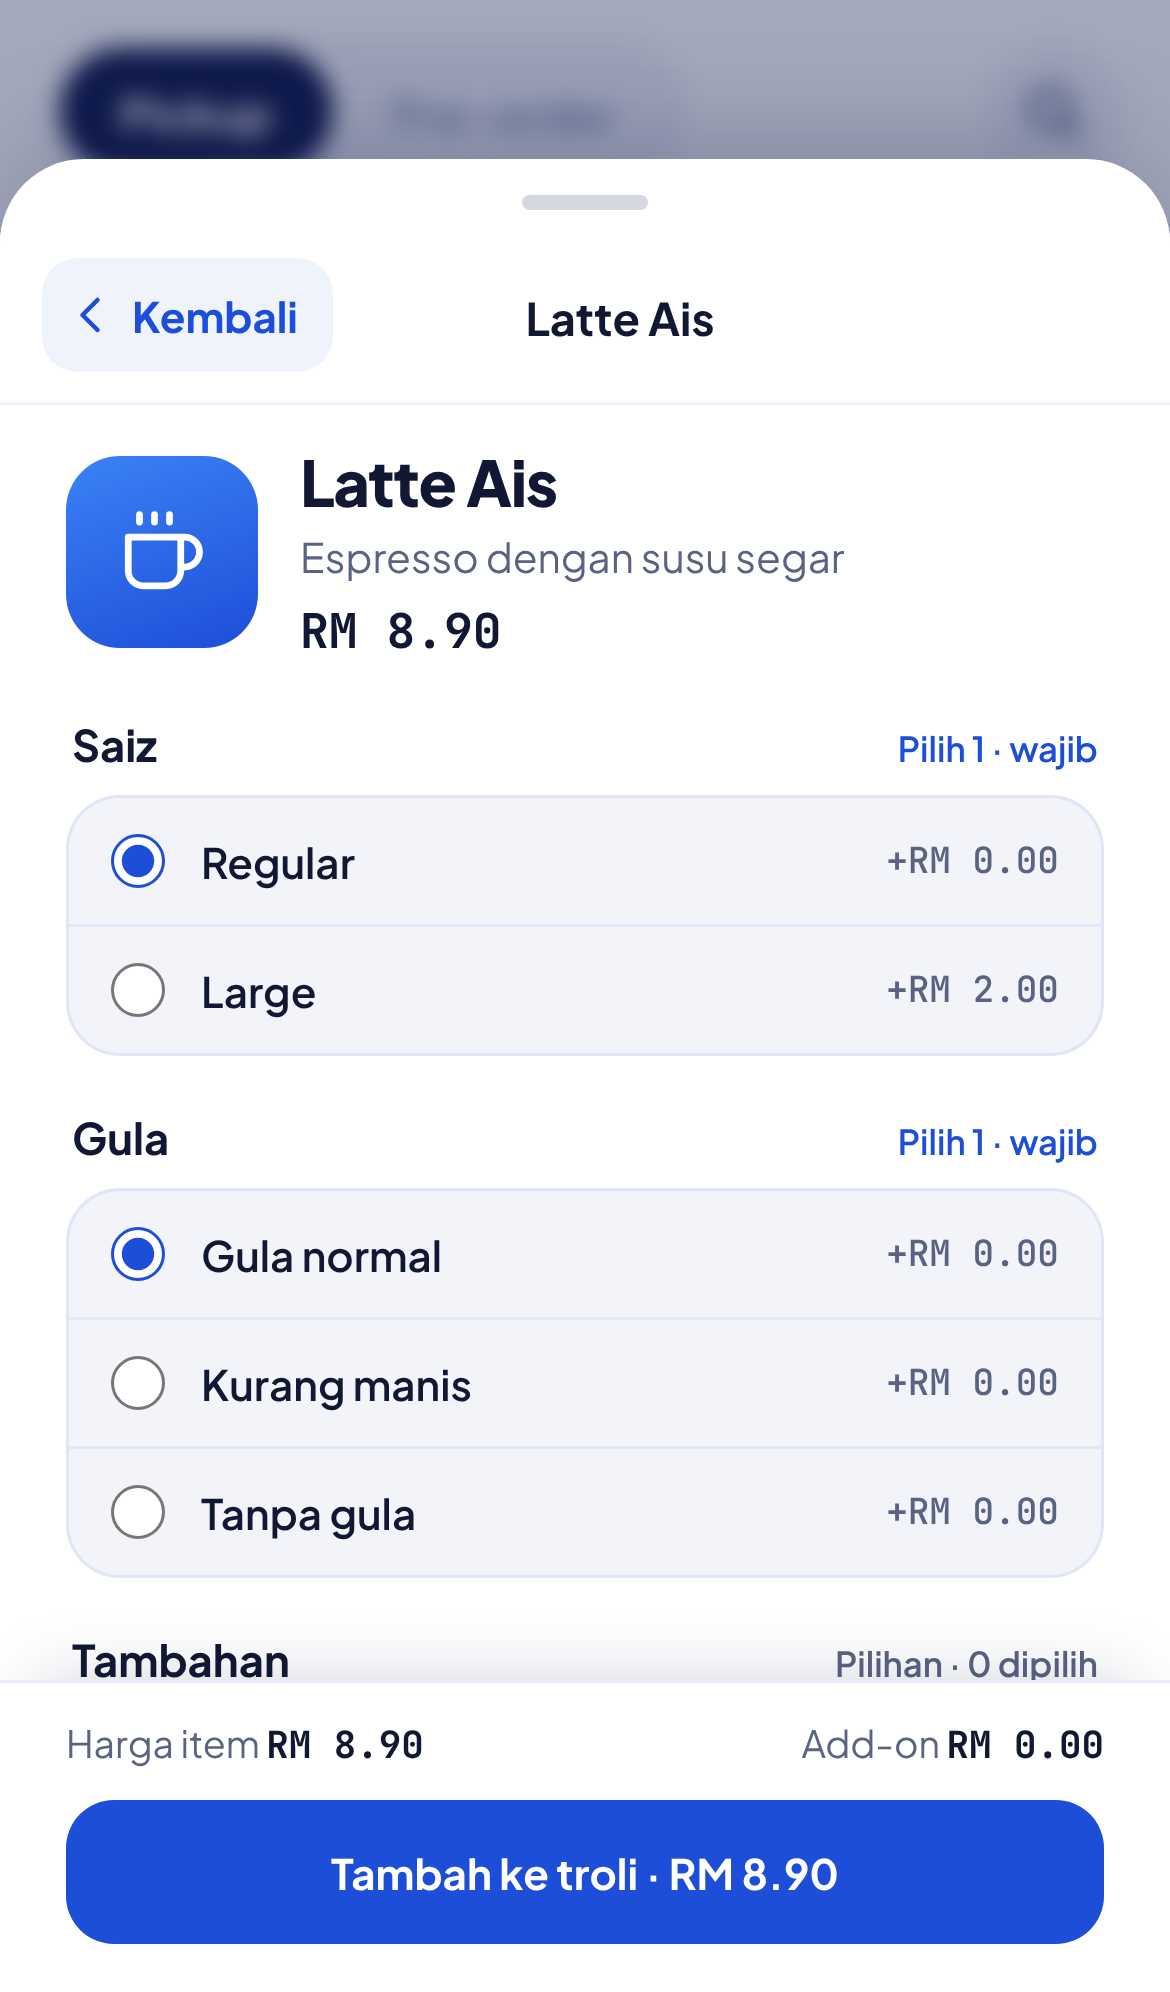 Pickup
Pre-order
Kembali
Latte Ais
Latte Ais
Espresso dengan susu segar
RM 8.90
Saiz
Pilih 1 · wajib
Regular
+RM 0.00
Large
+RM 2.00
Gula
Pilih 1 · wajib
Gula normal
+RM 0.00
Kurang manis
+RM 0.00
Tanpa gula
+RM 0.00
Tambahan
Pilihan · 0 dipilih
Harga item RM 8.90
Add-on RM 0.00
Tambah ke troli · RM 8.90